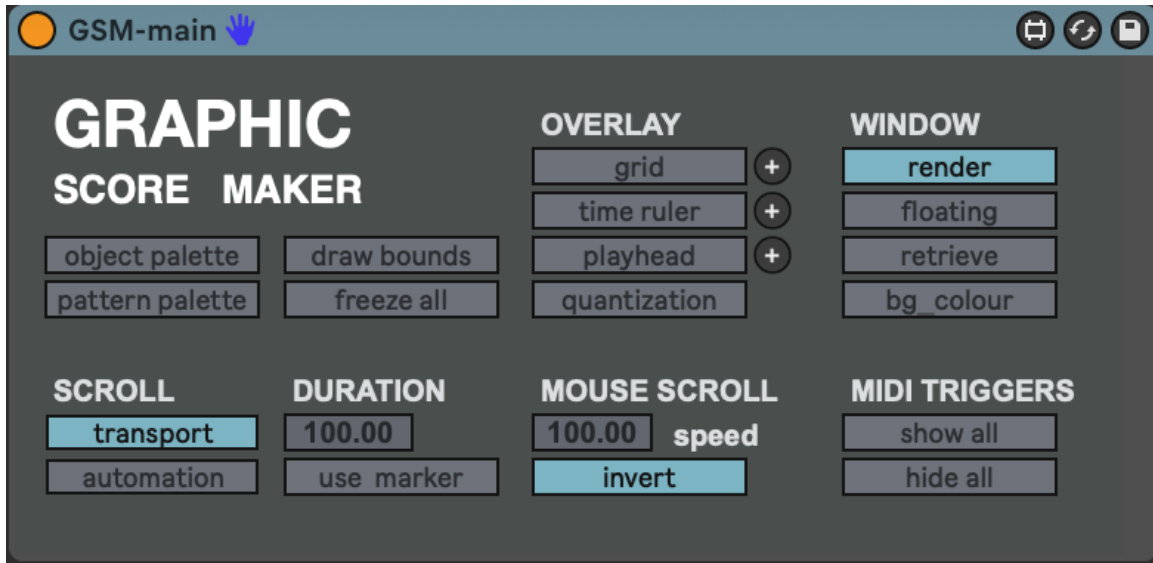 GSM-main
GRAPHIC
SCORE MAKER
object palette
draw bounds
pattern palette
freeze all
OVERLAY
grid +
time ruler +
playhead +
quantization
WINDOW
render
floating
retrieve
bg_colour
SCROLL
transport
automation
DURATION
100.00
use marker
MOUSE SCROLL
100.00 speed
invert
MIDI TRIGGERS
show all
hide all